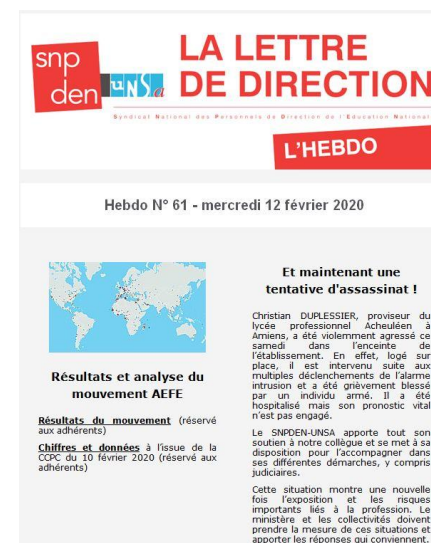 snp
den
UNSa
LA LETTRE
DE DIRECTION
Syndicat National des Personnels de Direction de l'Education National
L'HEBDO
Hebdo N° 61 - mercredi 12 février 2020
Résultats et analyse du
mouvement AEFE
Résultats du mouvement (réservé
aux adhérents)
Chiffres et données à l'issue de la
CCPC du 10 février 2020 (réservé aux
adhérents)
Et maintenant une
tentative d'assassinat !
Christian DUPLESSIER, proviseur du
lycée professionnel Acheuléen à
Amiens, a été violemment agressé ce
samedi dans l'enceinte de
l'établissement. En effet, logé sur
place, il est intervenu suite aux
multiples déclenchements de l'alarme
intrusion et a été grièvement blessé
par un individu armé. Il a été
hospitalisé mais son pronostic vital
n'est pas engagé.
Le SNPDEN-UNSA apporte tout son
soutien à notre collègue et se met à sa
disposition pour l'accompagner dans
ses différentes démarches, y compris
judiciaires.
Cette situation montre une nouvelle
fois l'exposition et les risques
importants liés à la profession. Le
ministère et les collectivités doivent
prendre la mesure de ces situations et
apporter les réponses qui conviennent.